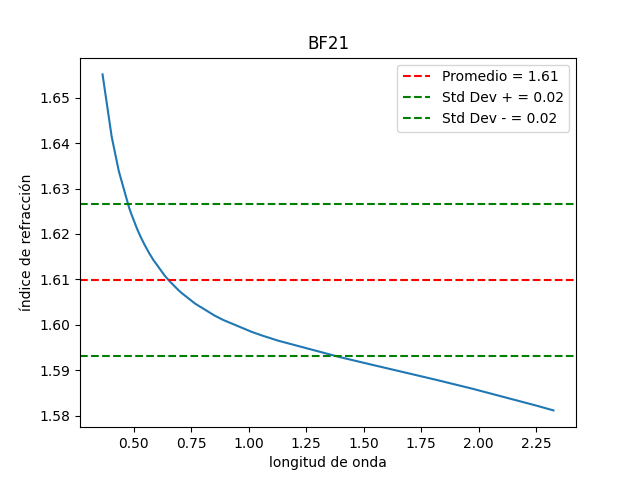 BF21
Promedio = 1.61
Std Dev + = 0.02
Std Dev - = 0.02
índice de refracción
1.65
1.64
1.63
1.62
1.61
1.60
1.59
1.58
0.50 0.75 1.00 1.25 1.50 1.75 2.00 2.25
longitud de onda